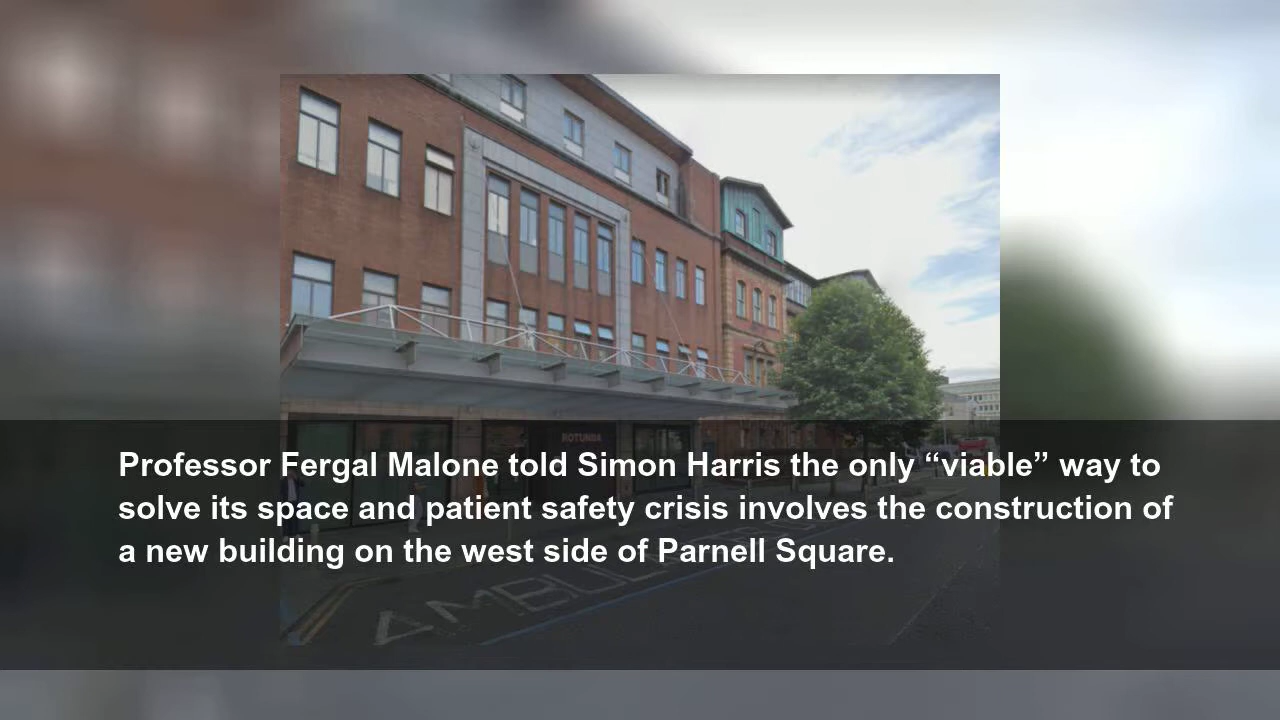 ROTUNDA
Professor Fergal Malone told Simon Harris the only “viable” way to
solve its space and patient safety crisis involves the construction of
a new building on the west side of Parnell Square.